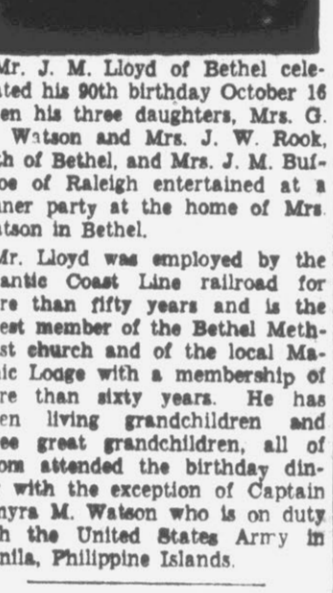 Mr. J. M. Lloyd of Bethel cele-
ated his 90th birthday October 16
en his three daughters, Mrs. G.
Watson and Mrs. J. W. Rook,
th of Bethel, and Mrs. J. M. Buf-
oe of Raleigh entertained at a
nner party at the home of Mrs
atson in Bethel.
Mr. Lloyd was employed by the
antic Coast Line railroad for
re than fifty years and is the
est member of the Bethel Meth-
st church and of the local Ma-
ic Lodge with a membership of
re than sixty years. He has
en living grandchildren and
ee great grandchildren, all of
om attended the birthday din-
with the exception of Captain
myra M. Watson who is on duty
h the United States Army in
nila, Philippine Islands.